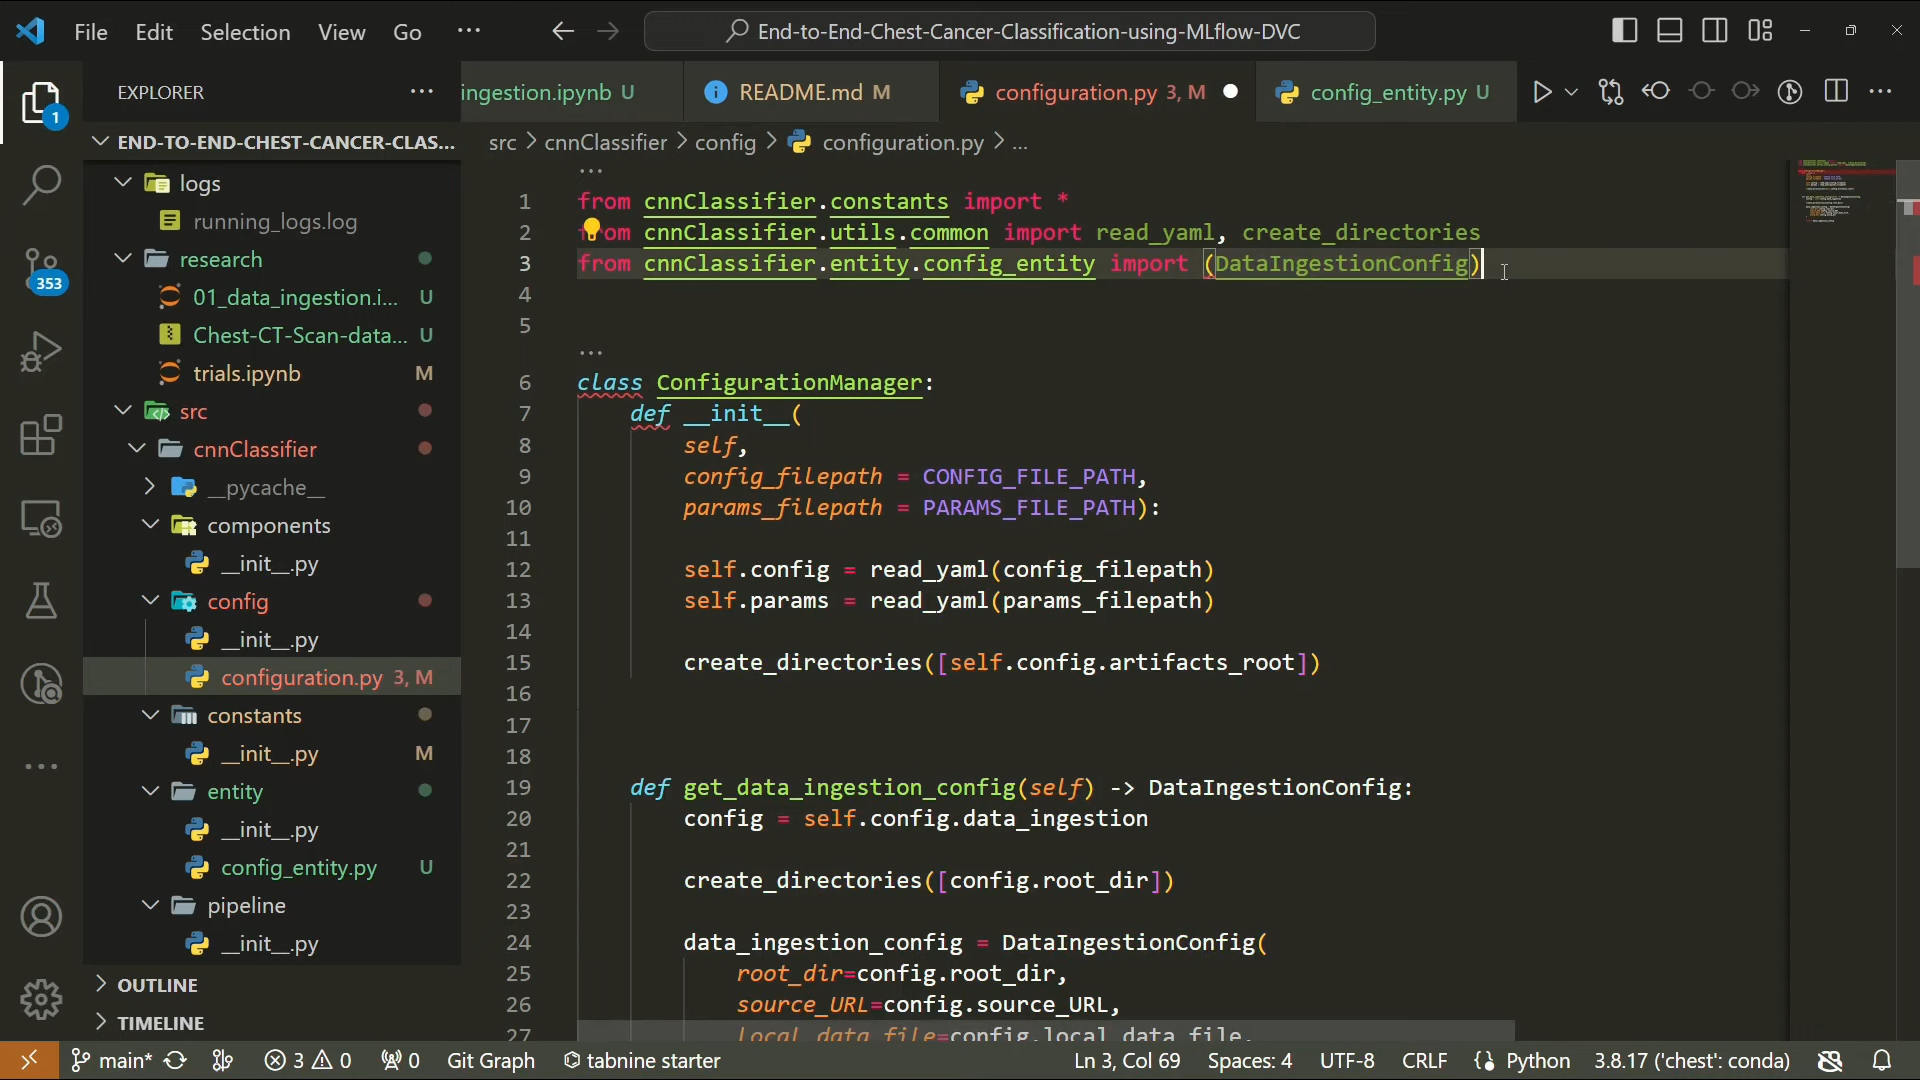 File Edit Selection View Go ... End-to-End-Chest-Cancer-Classification-using-MLflow-DVC
EXPLORER ...
ingestion.ipynb U README.md M configuration.py 3, M config_entity.py U
1
END-TO-END-CHEST-CANCER-CLAS...
src > cnnClassifier > config > configuration.py > ...
logs
running_logs.log
research
01_data_ingestion.i... U
Chest-CT-Scan-data... U
trials.ipynb M
src
cnnClassifier
__pycache__
components
__init__.py
config
__init__.py
configuration.py 3, M
constants
__init__.py M
entity
__init__.py
config_entity.py U
pipeline
__init__.py
OUTLINE
TIMELINE
353
...
1 from cnnClassifier.constants import *
2 from cnnClassifier.utils.common import read_yaml, create_directories
3 from cnnClassifier.entity.config_entity import (DataIngestionConfig)
4
5
...
6 class ConfigurationManager:
7 def __init__(
8 self,
9 config_filepath = CONFIG_FILE_PATH,
10 params_filepath = PARAMS_FILE_PATH):
11
12 self.config = read_yaml(config_filepath)
13 self.params = read_yaml(params_filepath)
14
15 create_directories([self.config.artifacts_root])
16
17
18
19 def get_data_ingestion_config(self) -> DataIngestionConfig:
20 config = self.config.data_ingestion
21
22 create_directories([config.root_dir])
23
24 data_ingestion_config = DataIngestionConfig(
25 root_dir=config.root_dir,
26 source_URL=config.source_URL,
27 local_data_file=config.local_data_file,
main* 3 0 0 Git Graph tabnine starter Ln 3, Col 69 Spaces: 4 UTF-8 CRLF Python 3.8.17 ('chest': conda)